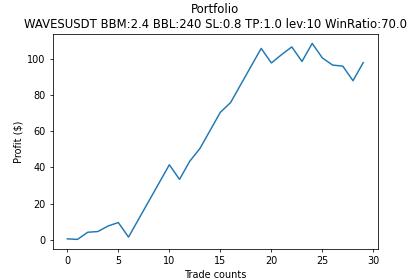 Portfolio
WAVESUSDT BBM:2.4 BBL:240 SL:0.8 TP:1.0 lev:10 WinRatio:70.0
100
80
60
40
20
0
Profit ($)
0 5 10 15 20 25 30
Trade counts